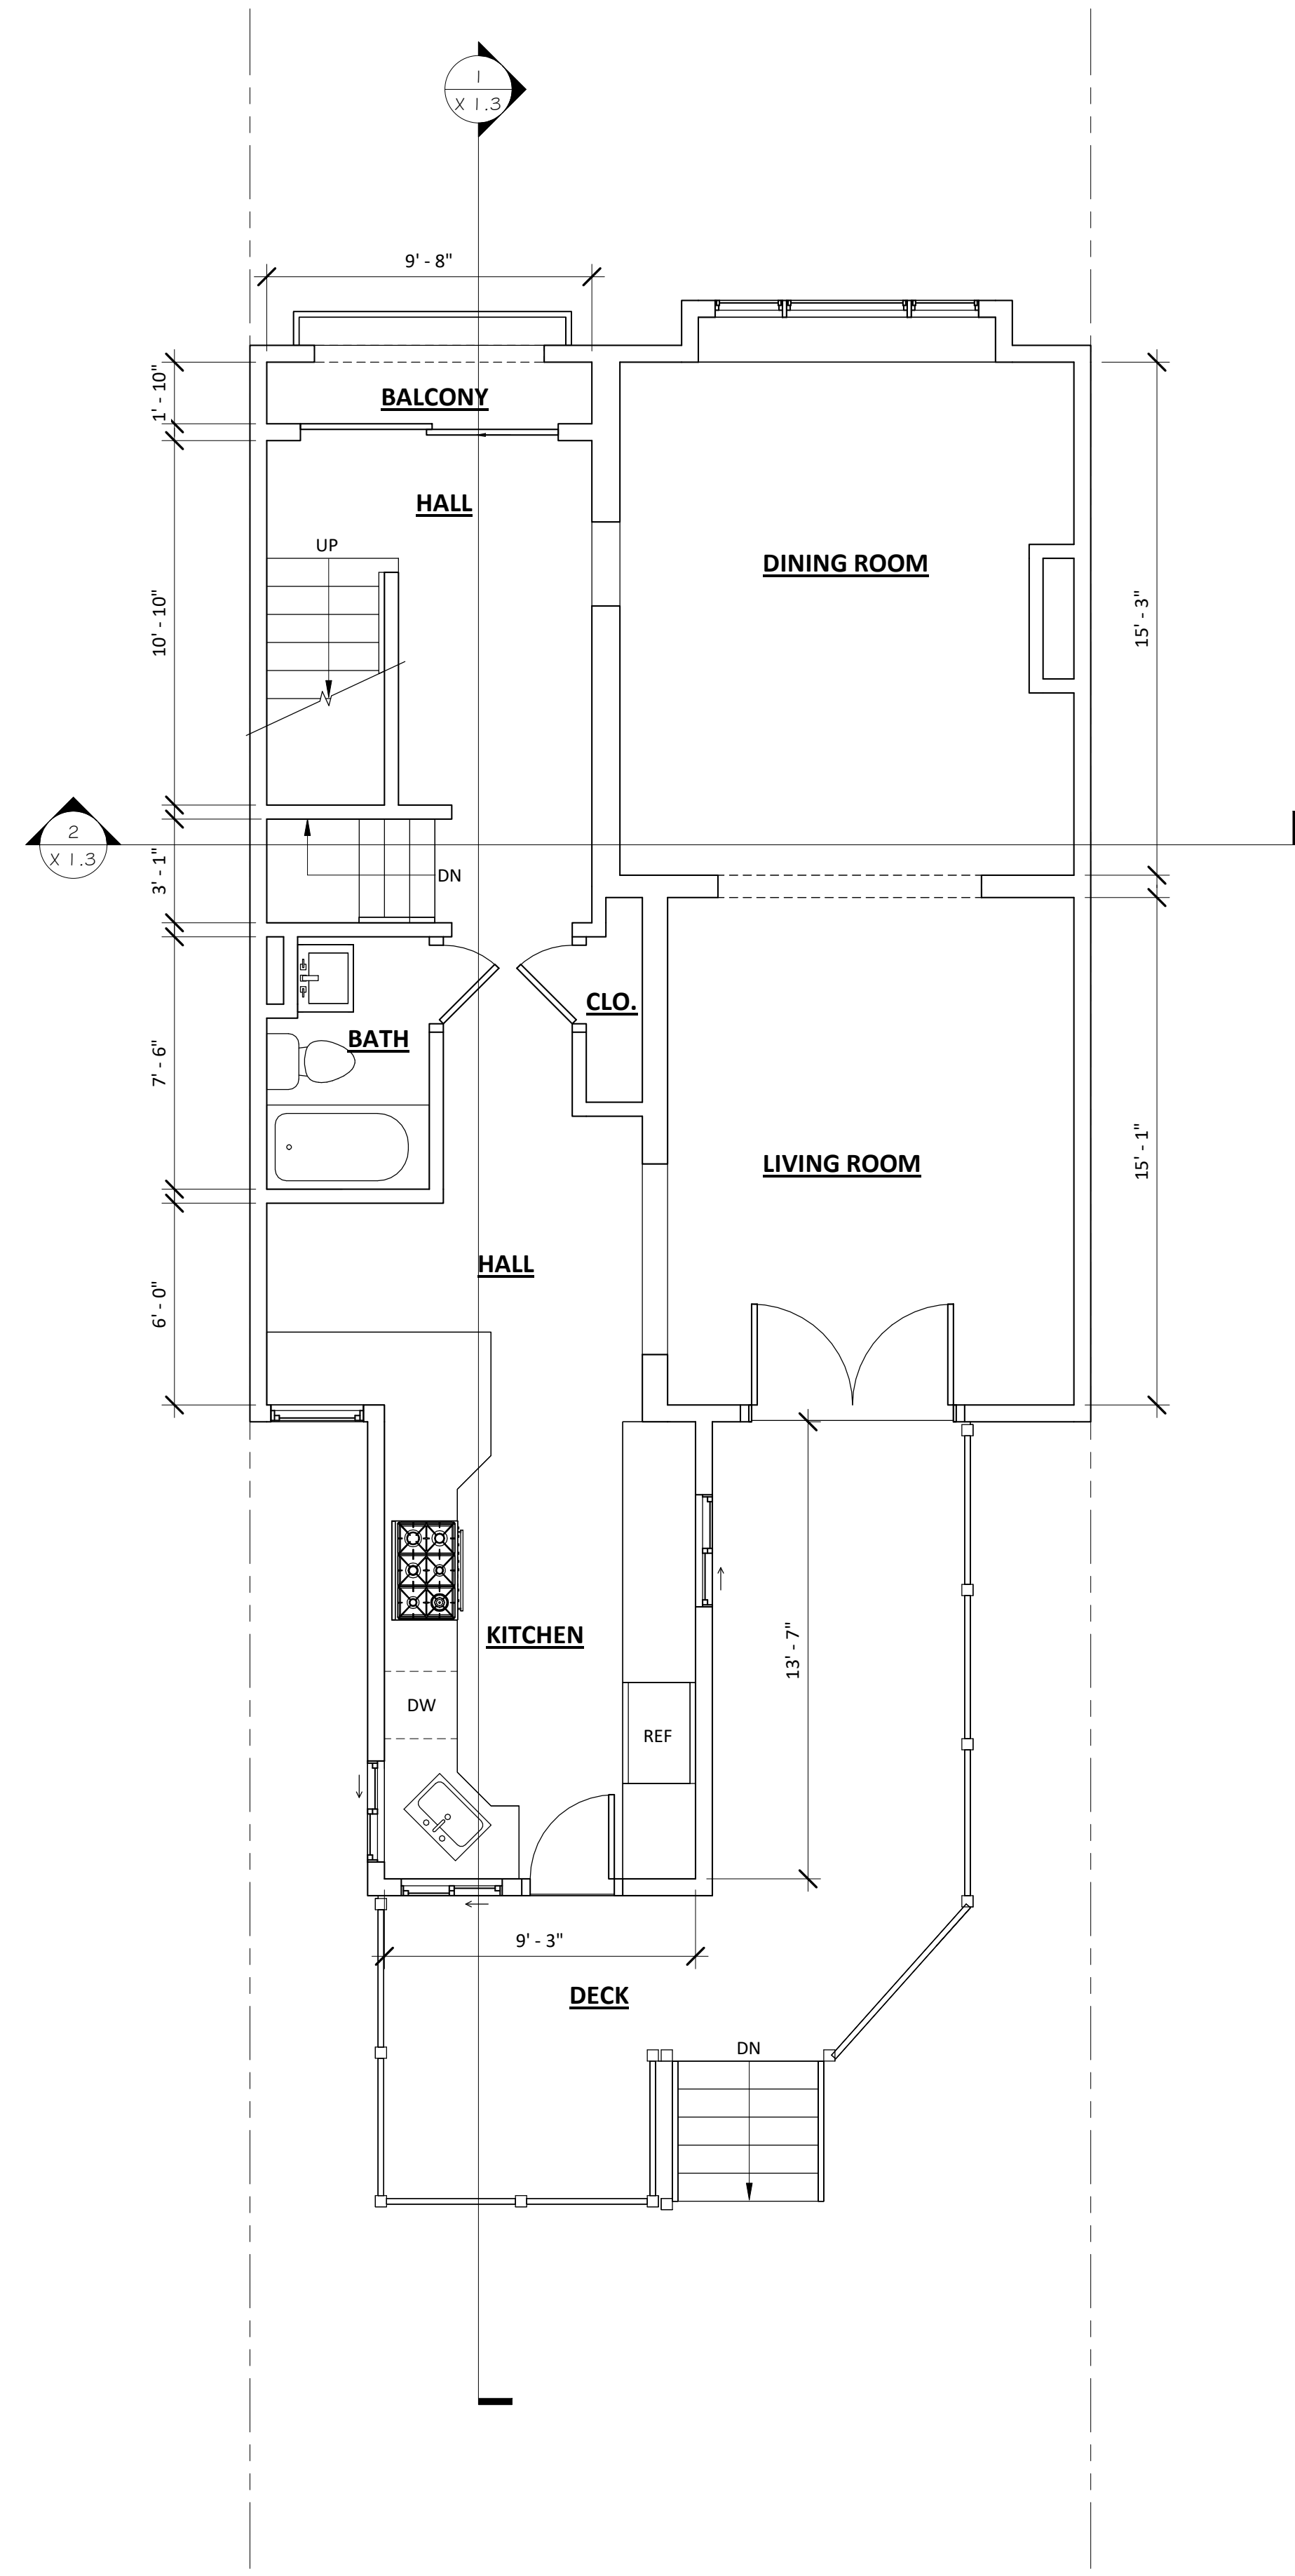 1
X 1.3
9' - 8"
1' - 10"
BALCONY
HALL
UP
DINING ROOM
10' - 10"
15' - 3"
2
X 1.3
3' - 1"
DN
CLO.
BATH
7' - 6"
15' - 1"
LIVING ROOM
HALL
6' - 0"
KITCHEN
13' - 7"
DW
REF
9' - 3"
DECK
DN